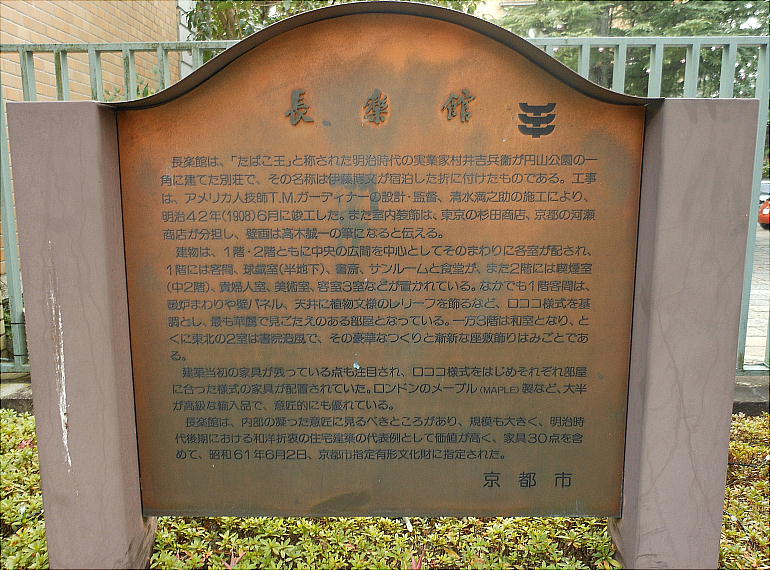 長楽館
長楽館は、「たばこ王」と称された明治時代の実業家村井吉兵衛が円山公園の一
角に建てた別荘で、その名称は伊藤博文が宿泊した折に付けたものである。工事
は、アメリカ人技師T.M.ガーディナーの設計・監督、清水満之助の施工により、
明治42年(1908)6月に竣工した。また室内装飾は、東京の杉田商店、京都の河瀬
商店が分担し、壁画は高木誠一の筆になると伝える。
建物は、1階・2階ともに中央の広間を中心としてそのまわりに各室が配され、
1階には客間、球戯室(半地下)、書斎、サンルームと食堂が、また2階には喫煙室
(中2階)、貴婦人室、美術室、客室3室などが置かれている。なかでも1階客間は、
暖炉まわりや壁パネル、天井に植物文様のレリーフを飾るなど、ロココ様式を基
調とし、最も華麗で見ごたえのある部屋となっている。一方3階は和室となり、と
くに東北の2室は書院造風で、その豪華なつくりと斬新な座敷飾りはみごとであ
る。
建築当初の家具が残っている点も注目され、ロココ様式をはじめそれぞれ部屋
に合った様式の家具が配置されていた。ロンドンのメープル(MAPLE)製など、大半
が高級な輸入品で、意匠的にも優れている。
長楽館は、内部の凝った意匠に見るべきところがあり、規模も大きく、明治時
代後期における和洋折衷の住宅建築の代表例として価値が高く、家具30点を含
めて、昭和61年6月2日、京都市指定有形文化財に指定された。
京都市